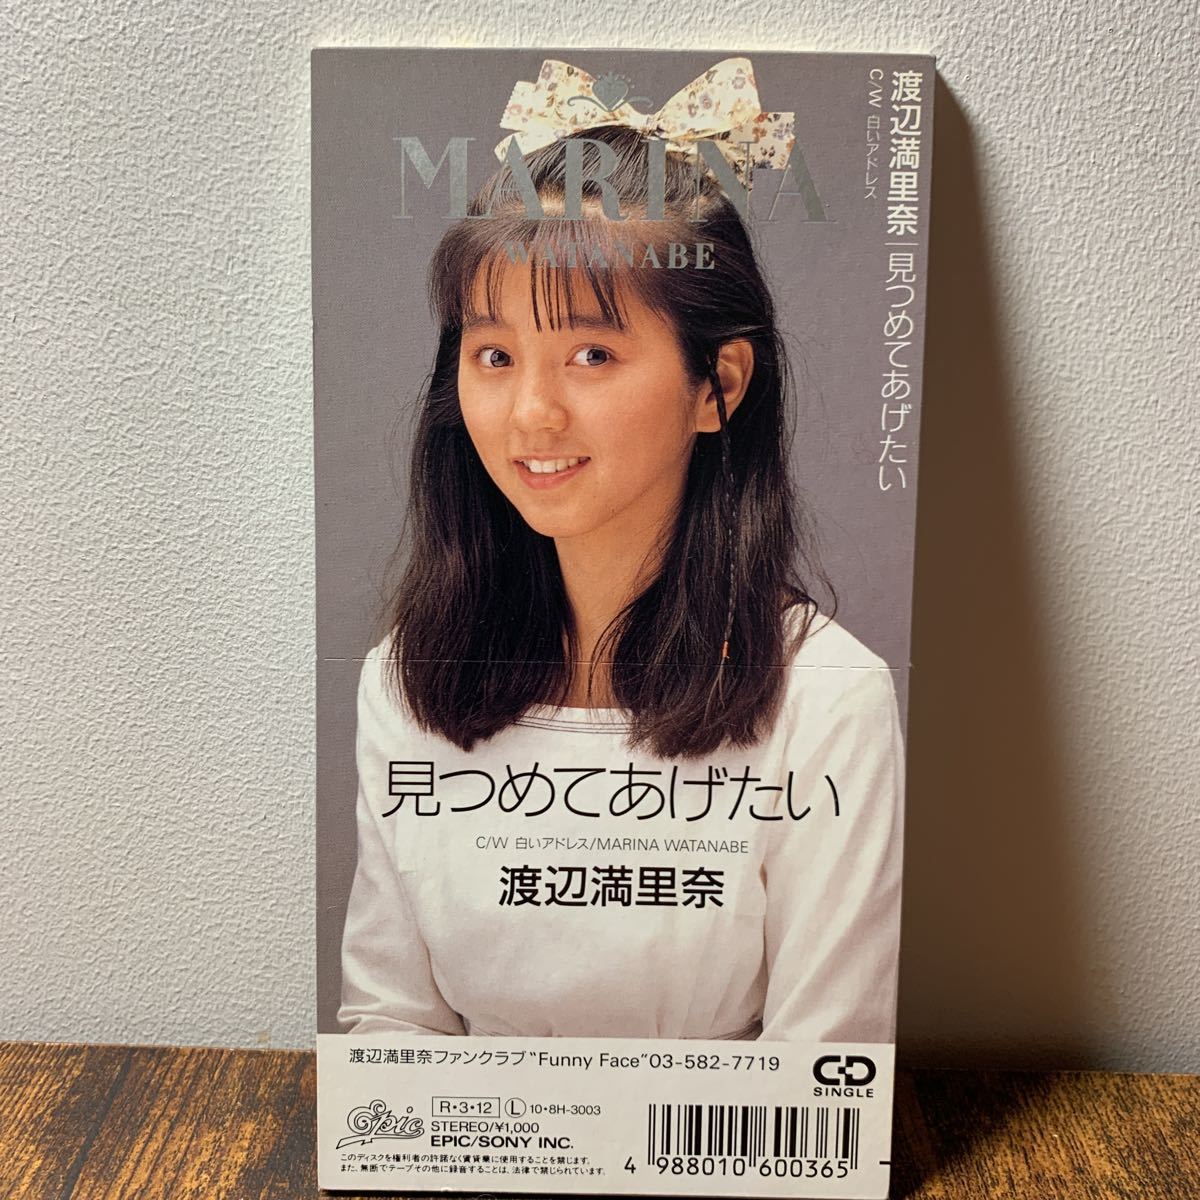 MARINA
WATANABE
渡辺満里奈|見つめてあげたい
C/W 白いアドレス
見つめてあげたい
C/W 白いアドレス/MARINA WATANABE
渡辺満里奈
渡辺満里奈ファンクラブ"Funny Face"03-582-7719
CD
SINGLE
Epic
R・3・12 L 10・8H-3003
STEREO/¥1,000
EPIC/SONY INC.
このディスクを権利者の許諾なく賃貸業に使用することを禁じます。
また、無断でテープその他に録音することは、法律で禁じられています。
4 988010 600365